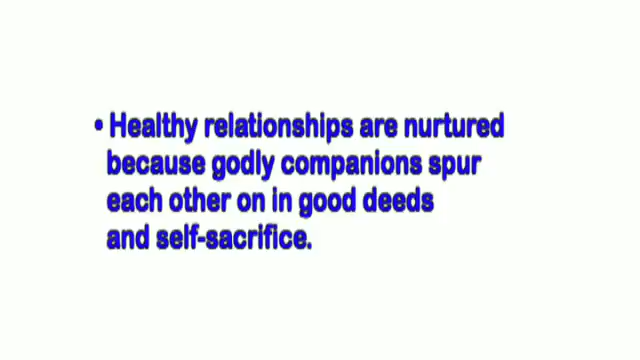 • Healthy relationships are nurtured
because godly companions spur
each other on in good deeds
and self-sacrifice.